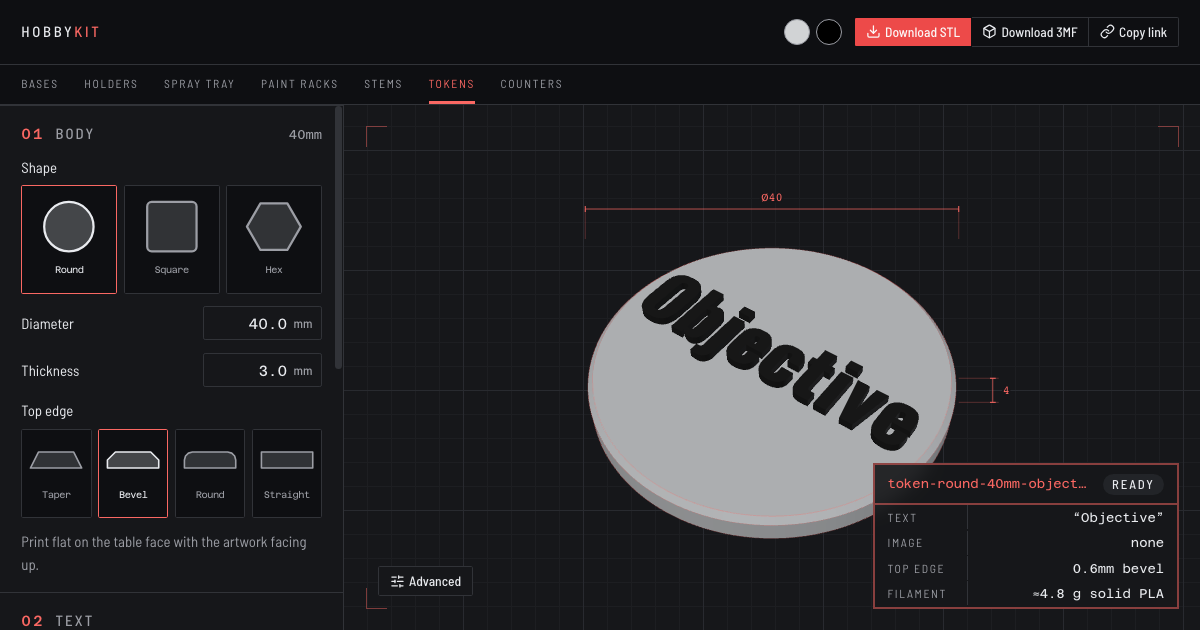 HOBBYKIT
Download STL
Download 3MF
Copy link
BASES
HOLDERS
SPRAY TRAY
PAINT RACKS
STEMS
TOKENS
COUNTERS
01 BODY
40mm
Shape
Round
Square
Hex
Diameter
40.0 mm
Thickness
3.0 mm
Top edge
Taper
Bevel
Round
Straight
Print flat on the table face with the artwork facing
up.
02 TEXT
Ø40
Objective
4
Advanced
token-round-40mm-object…
READY
TEXT
“Objective”
IMAGE
none
TOP EDGE
0.6mm bevel
FILAMENT
≈4.8 g solid PLA